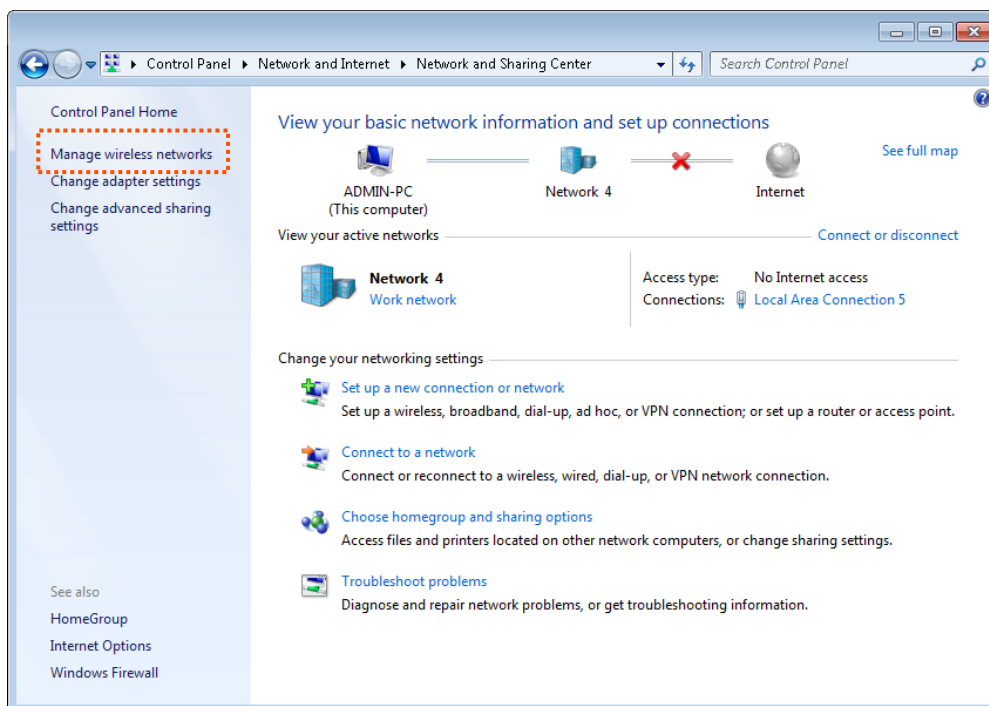 Control Panel ▸ Network and Internet ▸ Network and Sharing Center
Search Control Panel
Control Panel Home
Manage wireless networks
Change adapter settings
Change advanced sharing
settings
See also
HomeGroup
Internet Options
Windows Firewall
View your basic network information and set up connections
See full map
ADMIN-PC
(This computer)
Network 4
Internet
View your active networks
Connect or disconnect
Network 4
Work network
Access type: No Internet access
Connections: Local Area Connection 5
Change your networking settings
Set up a new connection or network
Set up a wireless, broadband, dial-up, ad hoc, or VPN connection; or set up a router or access point.
Connect to a network
Connect or reconnect to a wireless, wired, dial-up, or VPN network connection.
Choose homegroup and sharing options
Access files and printers located on other network computers, or change sharing settings.
Troubleshoot problems
Diagnose and repair network problems, or get troubleshooting information.